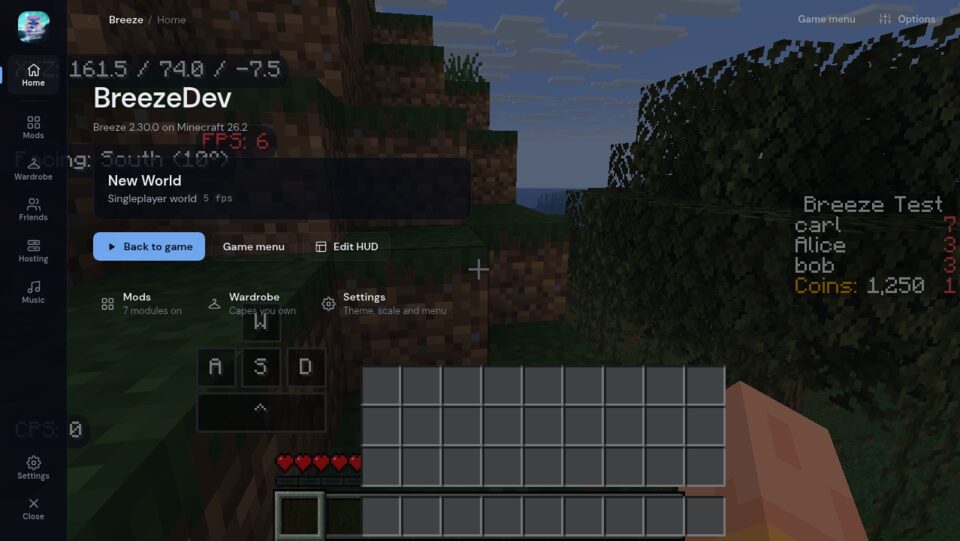 Breeze / Home
Game menu
Options
XYZ: 161.5 / 74.0 / -7.5
Home
BreezeDev
Breeze 2.30.0 on Minecraft 26.2
FPS: 6
Mods
Facing: South (10°)
Wardrobe
New World
Singleplayer world 5 fps
Friends
Breeze Test
carl 7
Alice 3
bob 3
Coins: 1,250 1
Back to game
Game menu
Edit HUD
Hosting
Music
Mods
7 modules on
Wardrobe
Capes you own
Settings
Theme, scale and menu
W
A S D
^
CPS: 0
Settings
Close